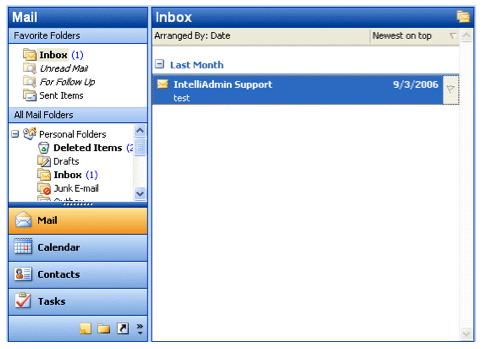 Mail
Favorite Folders
Inbox (1)
Unread Mail
For Follow Up
Sent Items
All Mail Folders
Personal Folders
Deleted Items (2
Drafts
Inbox (1)
Junk E-mail
Mail
Calendar
Contacts
Tasks
Inbox
Arranged By: Date Newest on top
Last Month
IntelliAdmin Support 9/3/2006
test